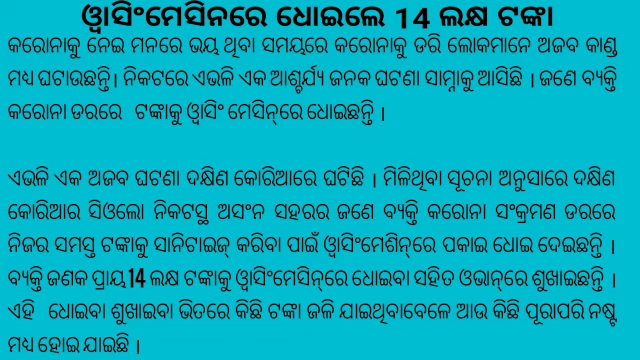 ୱାସିଂମେସିନରେ ଧୋଇଲେ 14 ଲକ୍ଷ ଟଙ୍କା
କରୋନାକୁ ନେଇ ମନରେ ଭୟ ଥିବା ସମୟରେ କରୋନାକୁ ଡରି ଲୋକମାନେ ଅଜବ କାଣ୍ଡ
ମଧ୍ୟ ଘଟାଉଛନ୍ତି। ନିକଟରେ ଏଭଳି ଏକ ଆଶ୍ଚର୍ଯ୍ୟ ଜନକ ଘଟଣା ସାମ୍ନାକୁ ଆସିଛି । ଜଣେ ବ୍ୟକ୍ତି
କରୋନା ଡରରେ ଟଙ୍କାକୁ ୱାସିଂ ମେସିନ୍‌ରେ ଧୋଇଛନ୍ତି ।
ଏଭଳି ଏକ ଅଜବ ଘଟଣା ଦକ୍ଷିଣ କୋରିଆରେ ଘଟିଛି । ମିଳିଥିବା ସୂଚନା ଅନୁସାରେ ଦକ୍ଷିଣ
କୋରିଆର ସିଓଲୋ ନିକଟସ୍ଥ ଅସଂନ ସହରର ଜଣେ ବ୍ୟକ୍ତି କରୋନା ସଂକ୍ରମଣ ଡରରେ
ନିଜର ସମସ୍ତ ଟଙ୍କାକୁ ସାନିଟାଇଜ୍ କରିବା ପାଇଁ ୱାସିଂମେଶିନ୍‌ରେ ପକାଇ ଧୋଇ ଦେଇଛନ୍ତି ।
ବ୍ୟକ୍ତି ଜଣକ ପ୍ରାୟ 14 ଲକ୍ଷ ଟଙ୍କାକୁ ୱାସିଂମେସିନ୍‌ରେ ଧୋଇବା ସହିତ ଓଭାନ୍‌ରେ ଶୁଖାଇଛନ୍ତି ।
ଏହି ଧୋଇବା ଶୁଖାଇବା ଭିତରେ କିଛି ଟଙ୍କା ଜଳି ଯାଇଥିବାବେଳେ ଆଉ କିଛି ପୂରାପରି ନଷ୍ଟ
ମଧ୍ୟ ହୋଇ ଯାଇଛି ।